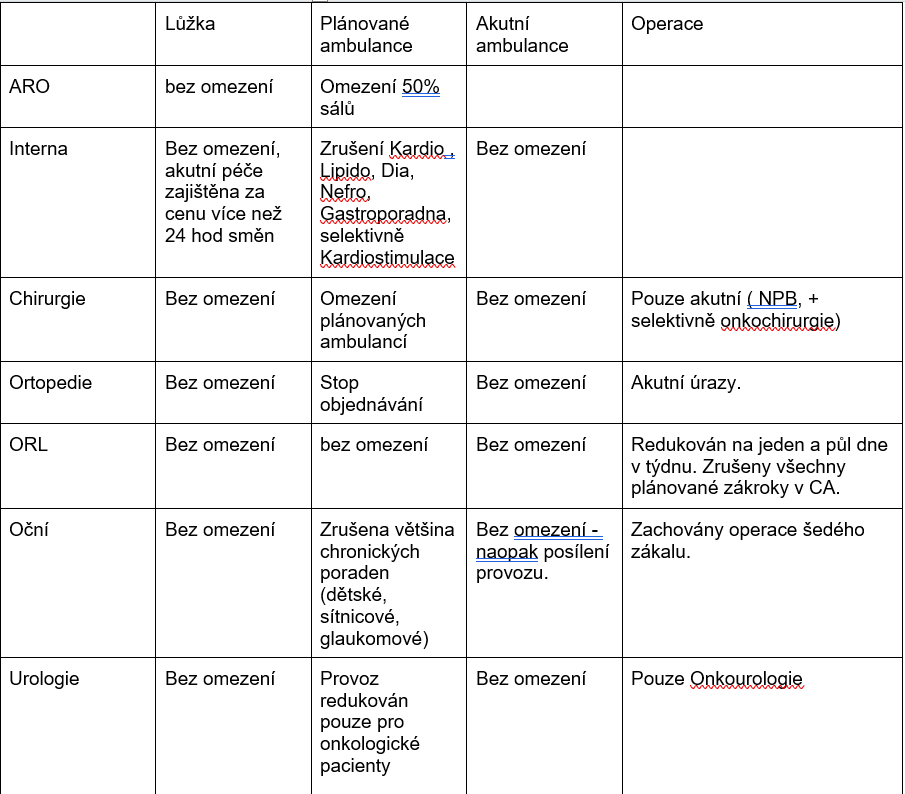 Lůžka
Plánované
ambulance
Akutní
ambulance
Operace
ARO
bez omezení
Omezení 50%
sálů
Interna
Bez omezení,
akutní péče
zajištěna za
cenu více než
24 hod směn
Zrušení Kardio ,
Lipido, Dia,
Nefro,
Gastroporadna,
selektivně
Kardiostimulace
Bez omezení
Chirurgie
Bez omezení
Omezení
plánovaných
ambulancí
Bez omezení
Pouze akutní ( NPB, +
selektivně onkochirurgie)
Ortopedie
Bez omezení
Stop
objednávání
Bez omezení
Akutní úrazy.
ORL
Bez omezení
bez omezení
Bez omezení
Redukován na jeden a půl dne
v týdnu. Zrušeny všechny
plánované zákroky v CA.
Oční
Bez omezení
Zrušena většina
chronických
poraden
(dětské,
sítnicové,
glaukomové)
Bez omezení -
naopak posílení
provozu.
Zachovány operace šedého
zákalu.
Urologie
Bez omezení
Provoz
redukován
pouze pro
onkologické
pacienty
Bez omezení
Pouze Onkourologie